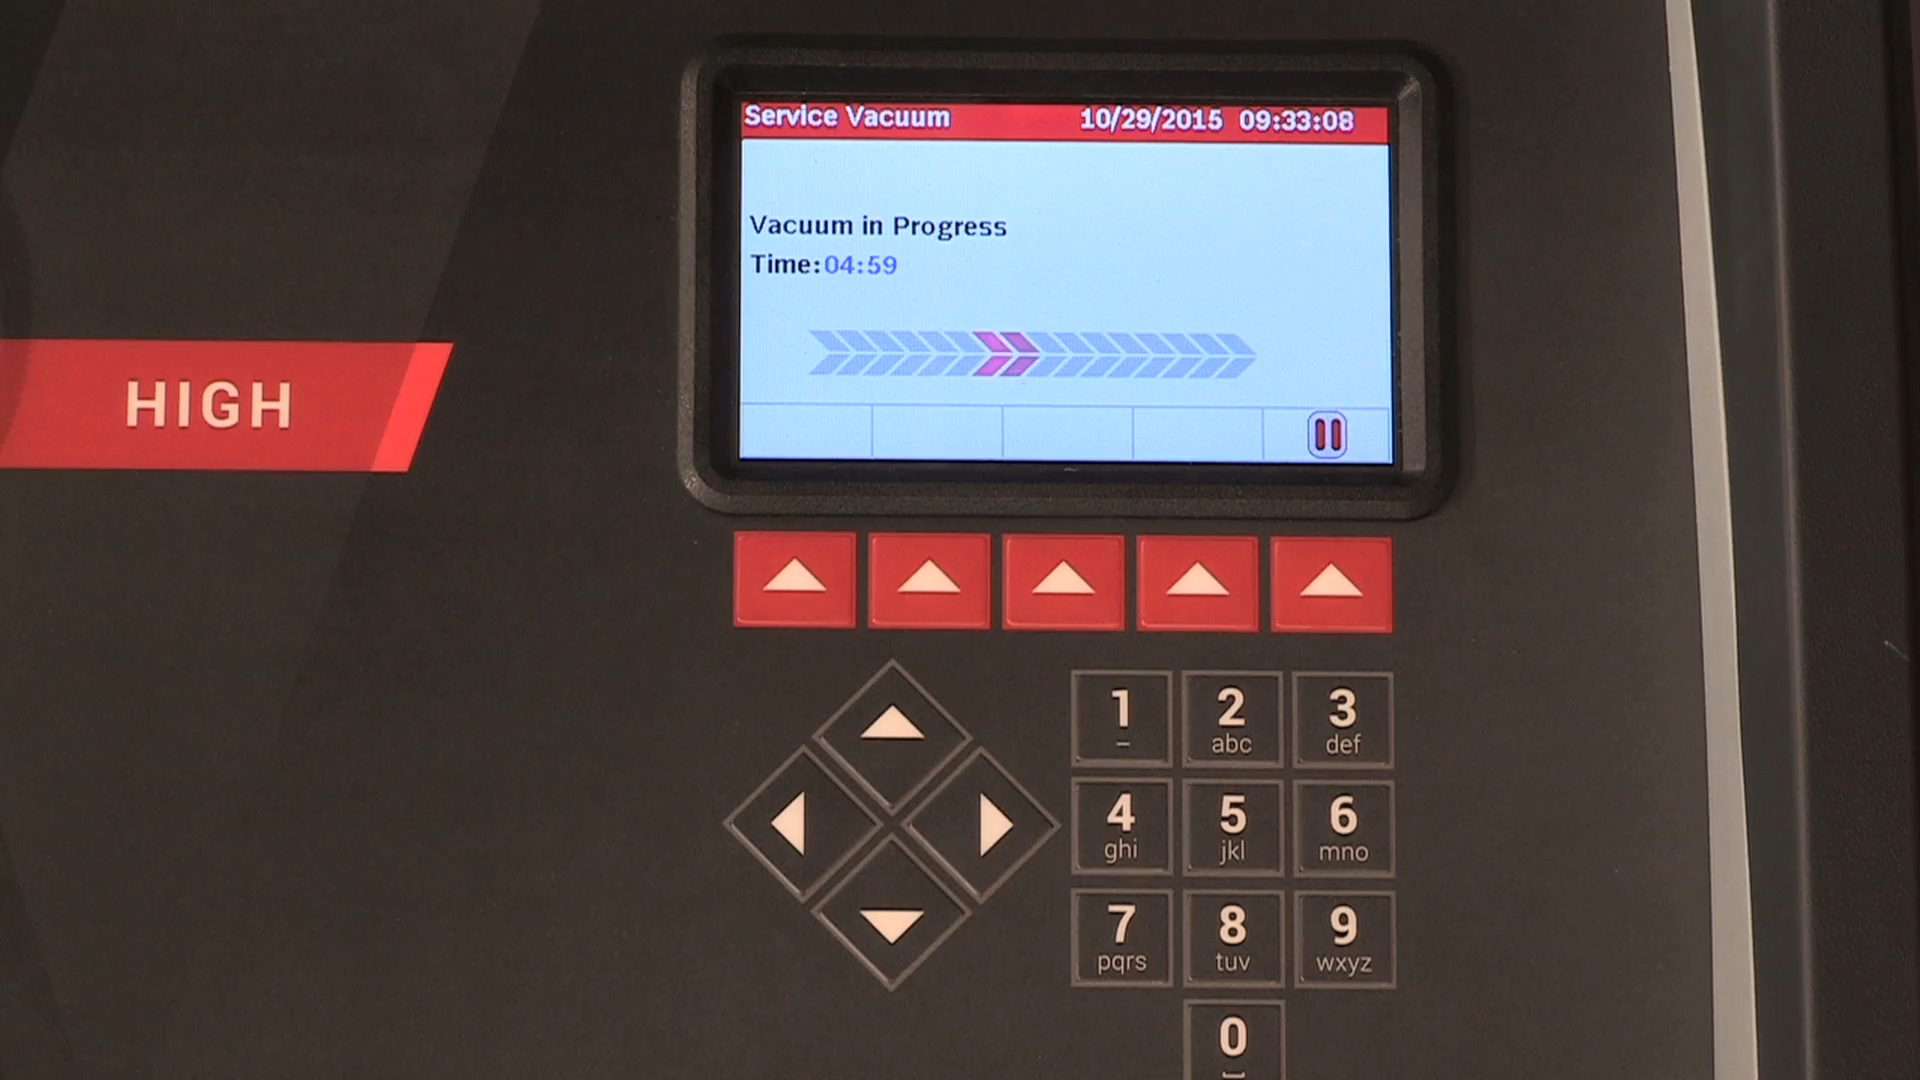 Service Vacuum 10/29/2015 09:33:08
Vacuum in Progress
Time:04:59
HIGH
1 2 3
_ abc def
4 5 6
ghi jkl mno
7 8 9
pqrs tuv wxyz
0